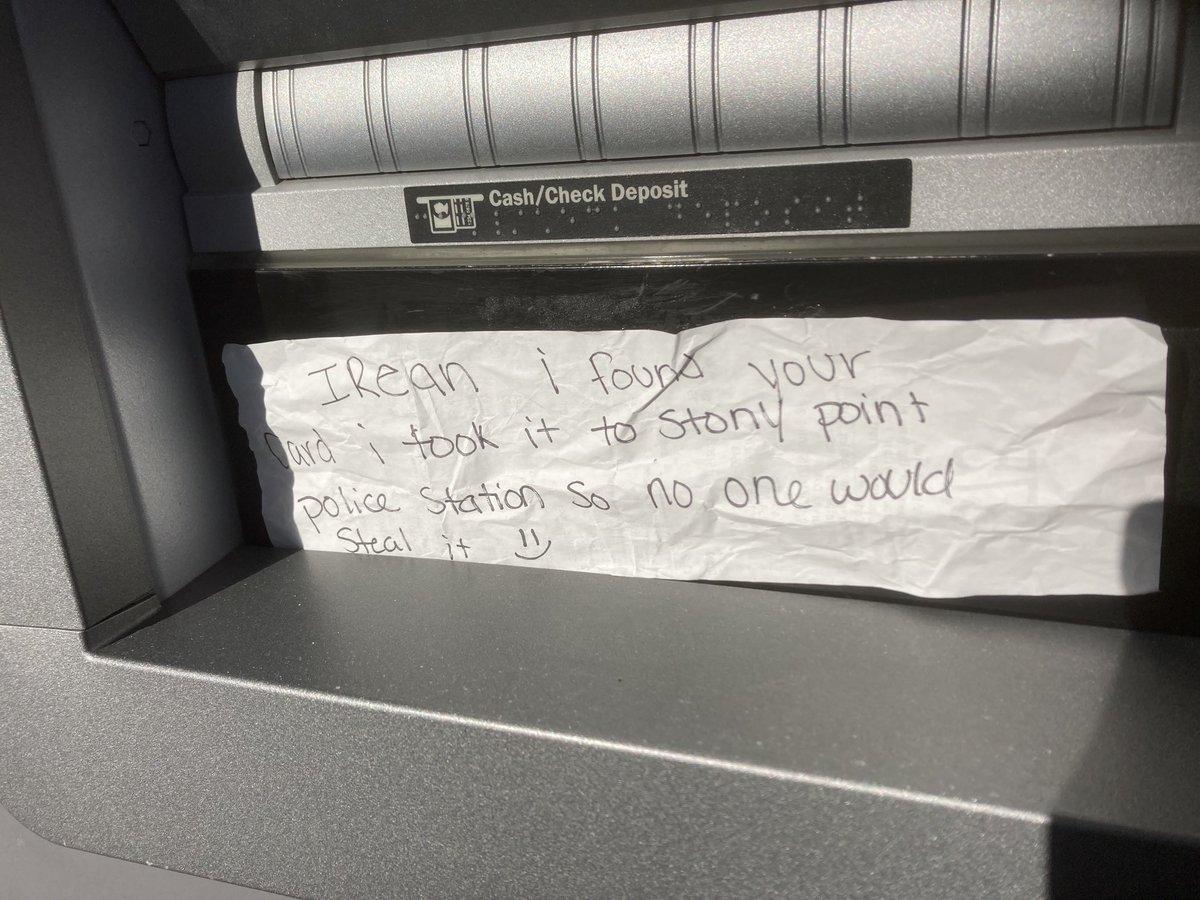 Cash/Check Deposit
IRean i found your
Card i took it to Stony point
police Station So no one would
Steal it